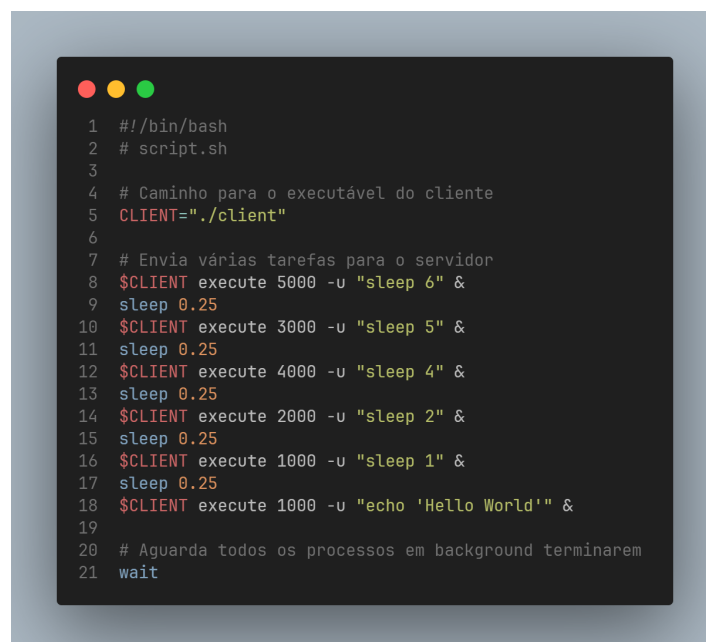 1 #!/bin/bash
2 # script.sh
3
4 # Caminho para o executável do cliente
5 CLIENT="./client"
6
7 # Envia várias tarefas para o servidor
8 $CLIENT execute 5000 -u "sleep 6" &
9 sleep 0.25
10 $CLIENT execute 3000 -u "sleep 5" &
11 sleep 0.25
12 $CLIENT execute 4000 -u "sleep 4" &
13 sleep 0.25
14 $CLIENT execute 2000 -u "sleep 2" &
15 sleep 0.25
16 $CLIENT execute 1000 -u "sleep 1" &
17 sleep 0.25
18 $CLIENT execute 1000 -u "echo 'Hello World'" &
19
20 # Aguarda todos os processos em background terminarem
21 wait